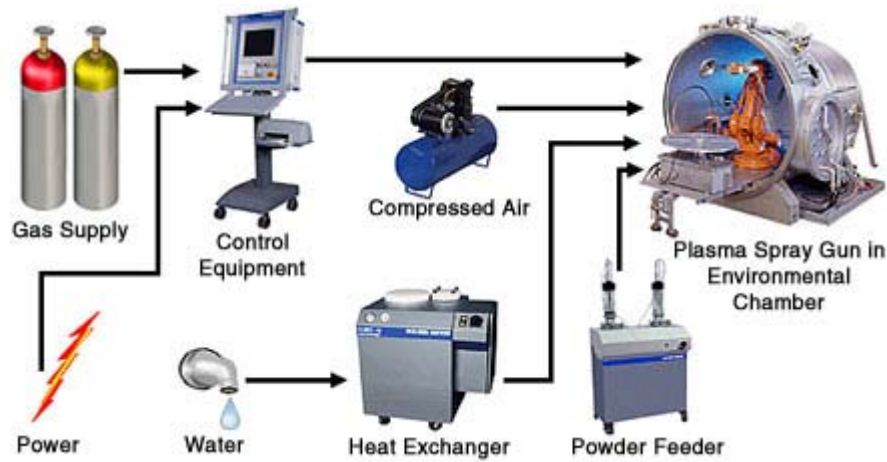 Gas Supply
Control
Equipment
Compressed Air
Plasma Spray Gun in
Environmental
Chamber
Power
Water
Heat Exchanger
Powder Feeder